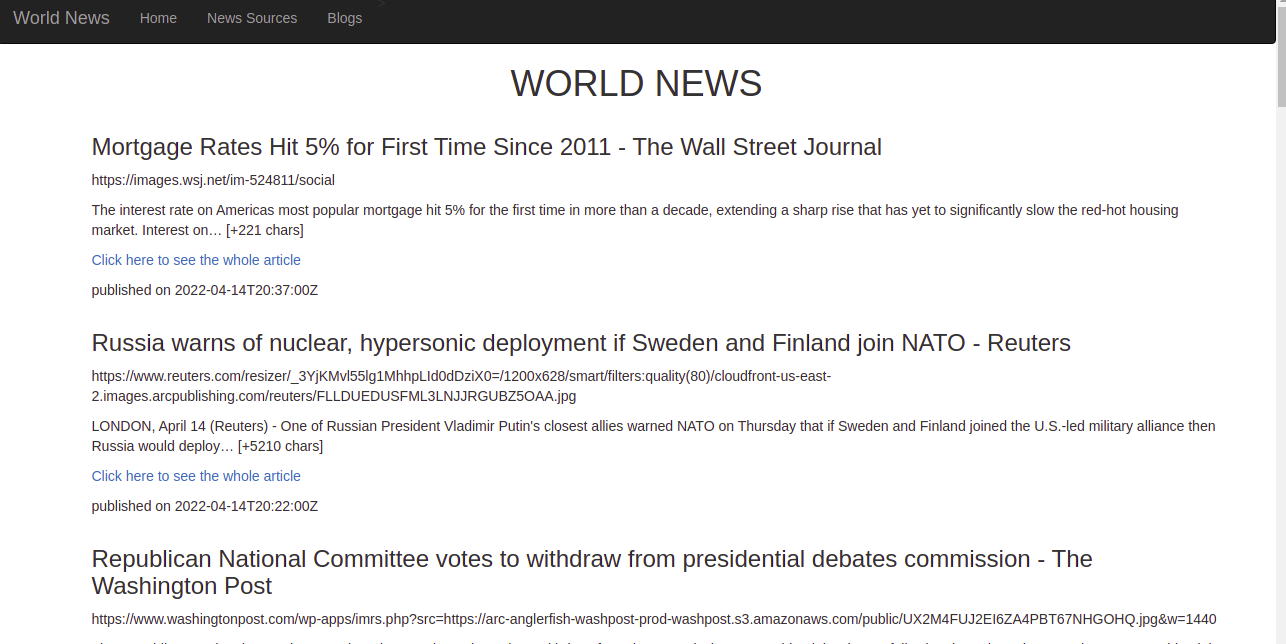 World News Home News Sources Blogs >
WORLD NEWS
Mortgage Rates Hit 5% for First Time Since 2011 - The Wall Street Journal
https://images.wsj.net/im-524811/social
The interest rate on Americas most popular mortgage hit 5% for the first time in more than a decade, extending a sharp rise that has yet to significantly slow the red-hot housing
market. Interest on… [+221 chars]
Click here to see the whole article
published on 2022-04-14T20:37:00Z
Russia warns of nuclear, hypersonic deployment if Sweden and Finland join NATO - Reuters
https://www.reuters.com/resizer/_3YjKMvl55lg1MhhpLId0dDziX0=/1200x628/smart/filters:quality(80)/cloudfront-us-east-
2.images.arcpublishing.com/reuters/FLLDUEDUSFML3LNJJRGUBZ5OAA.jpg
LONDON, April 14 (Reuters) - One of Russian President Vladimir Putin's closest allies warned NATO on Thursday that if Sweden and Finland joined the U.S.-led military alliance then
Russia would deploy… [+5210 chars]
Click here to see the whole article
published on 2022-04-14T20:22:00Z
Republican National Committee votes to withdraw from presidential debates commission - The
Washington Post
https://www.washingtonpost.com/wp-apps/imrs.php?src=https://arc-anglerfish-washpost-prod-washpost.s3.amazonaws.com/public/UX2M4FUJ2EI6ZA4PBT67NHGOHQ.jpg&w=1440